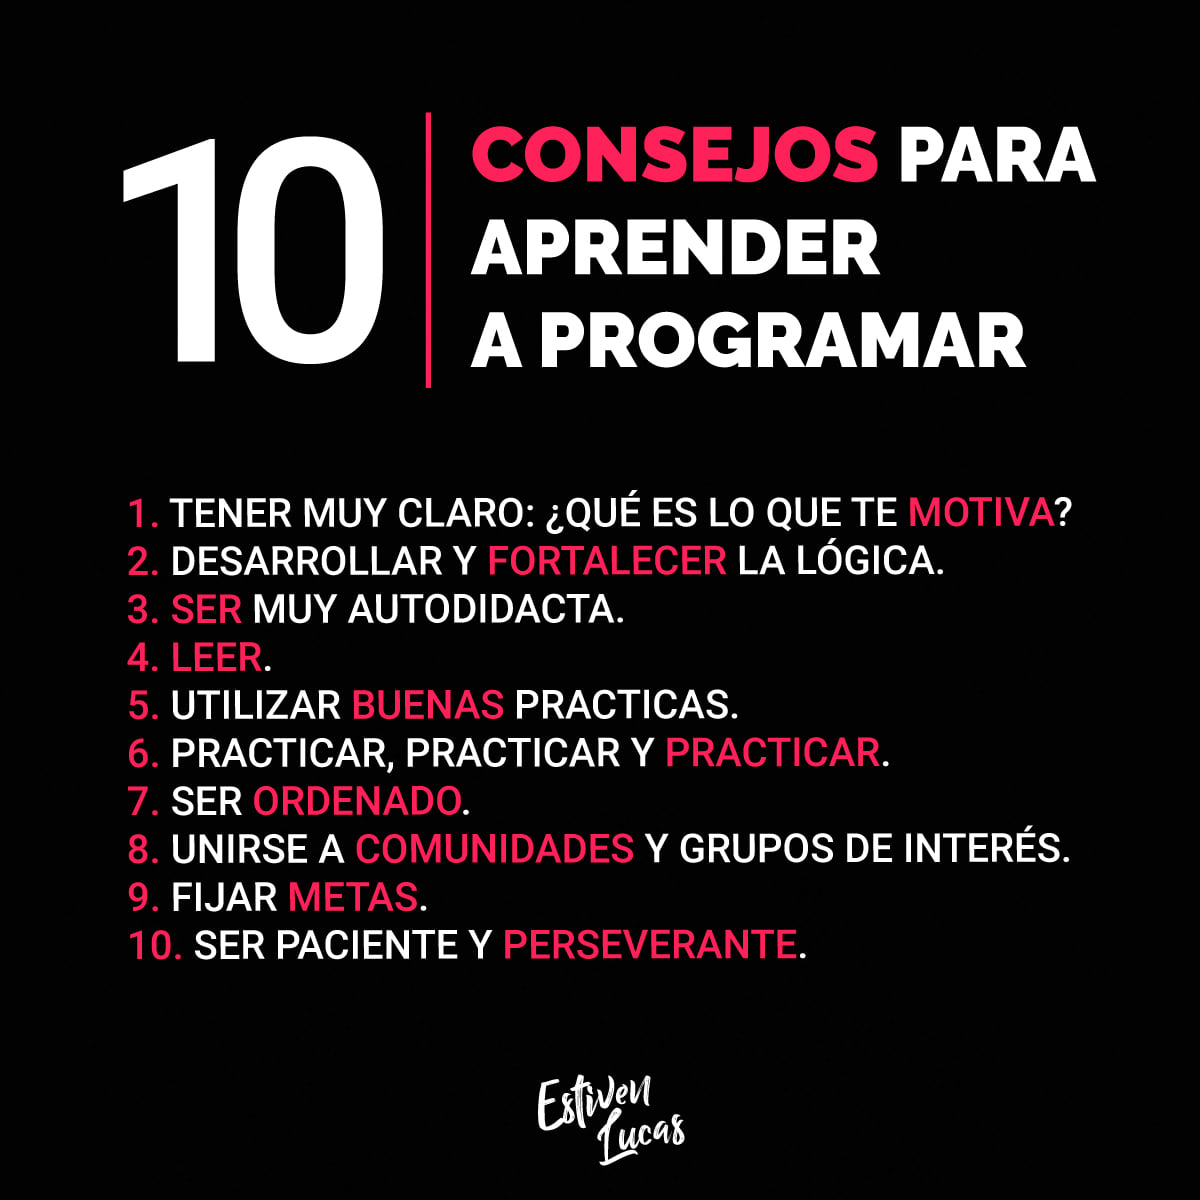 10
CONSEJOS PARA
APRENDER
A PROGRAMAR
1. TENER MUY CLARO: ¿QUÉ ES LO QUE TE MOTIVA?
2. DESARROLLAR Y FORTALECER LA LÓGICA.
3. SER MUY AUTODIDACTA.
4. LEER.
5. UTILIZAR BUENAS PRACTICAS.
6. PRACTICAR, PRACTICAR Y PRACTICAR.
7. SER ORDENADO.
8. UNIRSE A COMUNIDADES Y GRUPOS DE INTERÉS.
9. FIJAR METAS.
10. SER PACIENTE Y PERSEVERANTE.
Estiven
Lucas